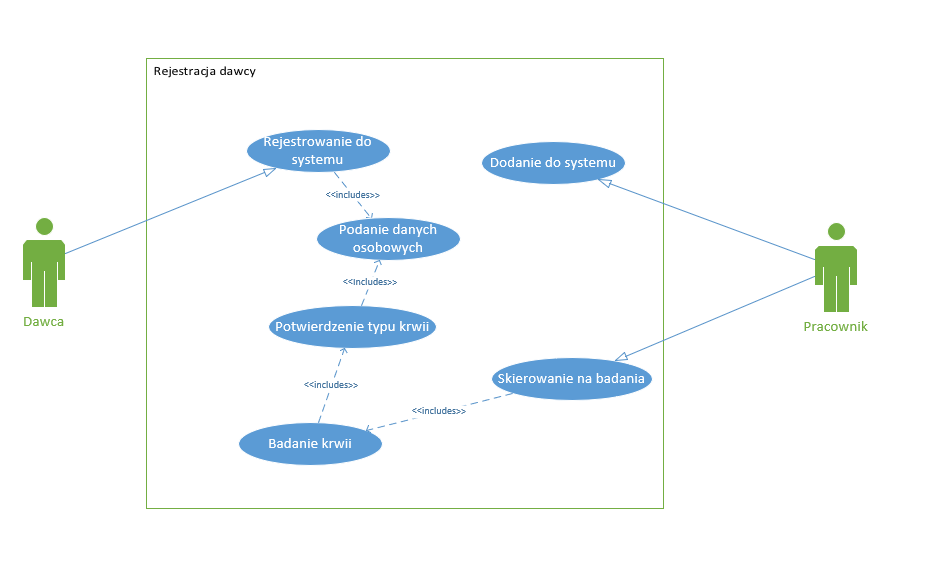 Rejestracja dawcy
Rejestrowanie do
systemu
Dodanie do systemu
<<includes>>
Podanie danych
osobowych
<<includes>>
Potwierdzenie typu krwii
Skierowanie na badania
<<includes>>
<<includes>>
Badanie krwii
Dawca
Pracownik